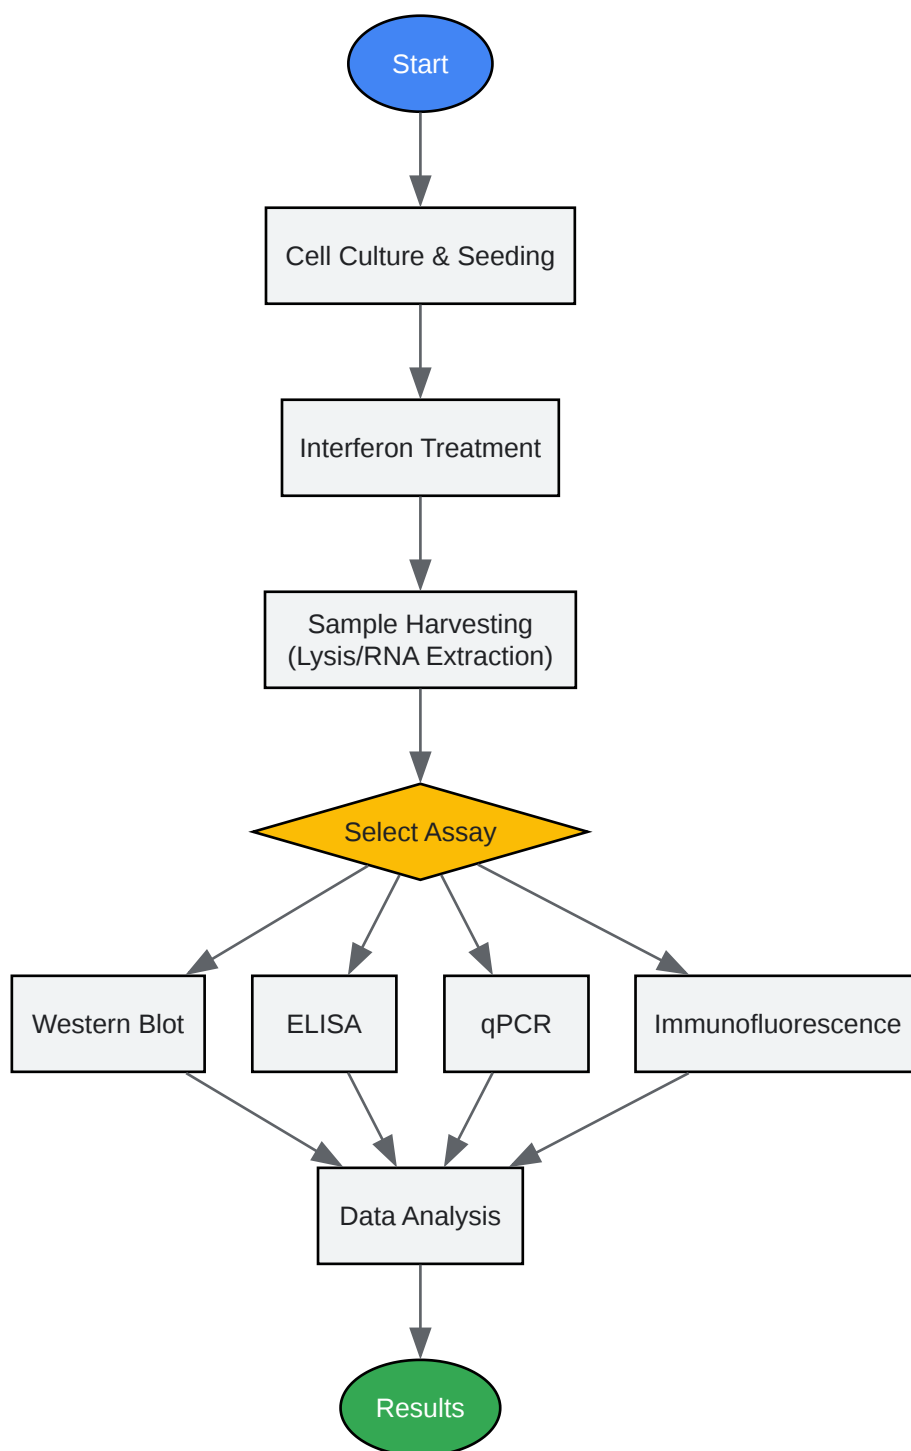 Start
Cell Culture & Seeding
Interferon Treatment
Sample Harvesting
(Lysis/RNA Extraction)
Select Assay
Western Blot
ELISA
qPCR
Immunofluorescence
Data Analysis
Results